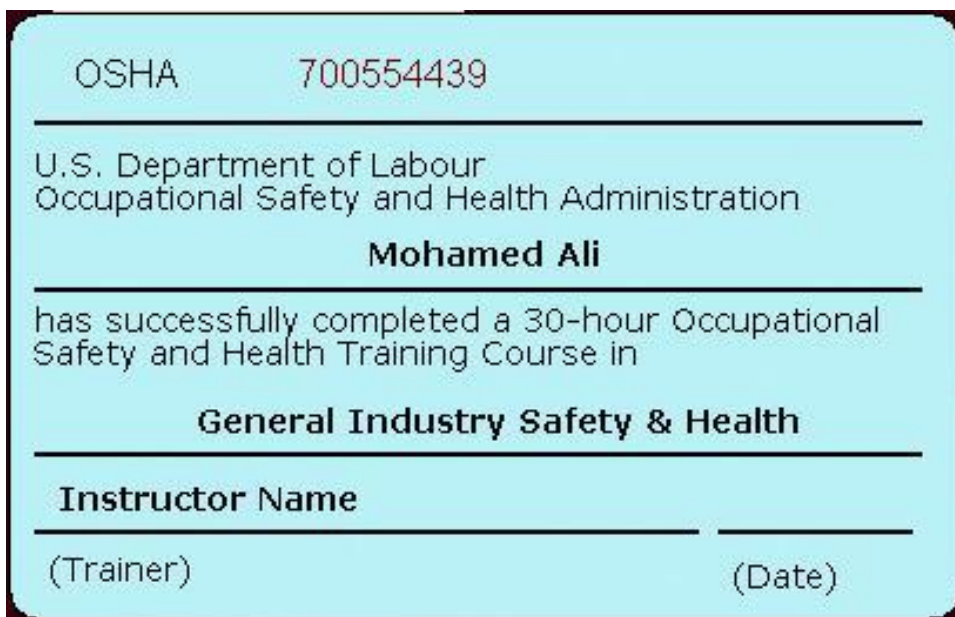 OSHA 700554439
U.S. Department of Labour
Occupational Safety and Health Administration
Mohamed Ali
has successfully completed a 30-hour Occupational
Safety and Health Training Course in
General Industry Safety & Health
Instructor Name
(Trainer) (Date)